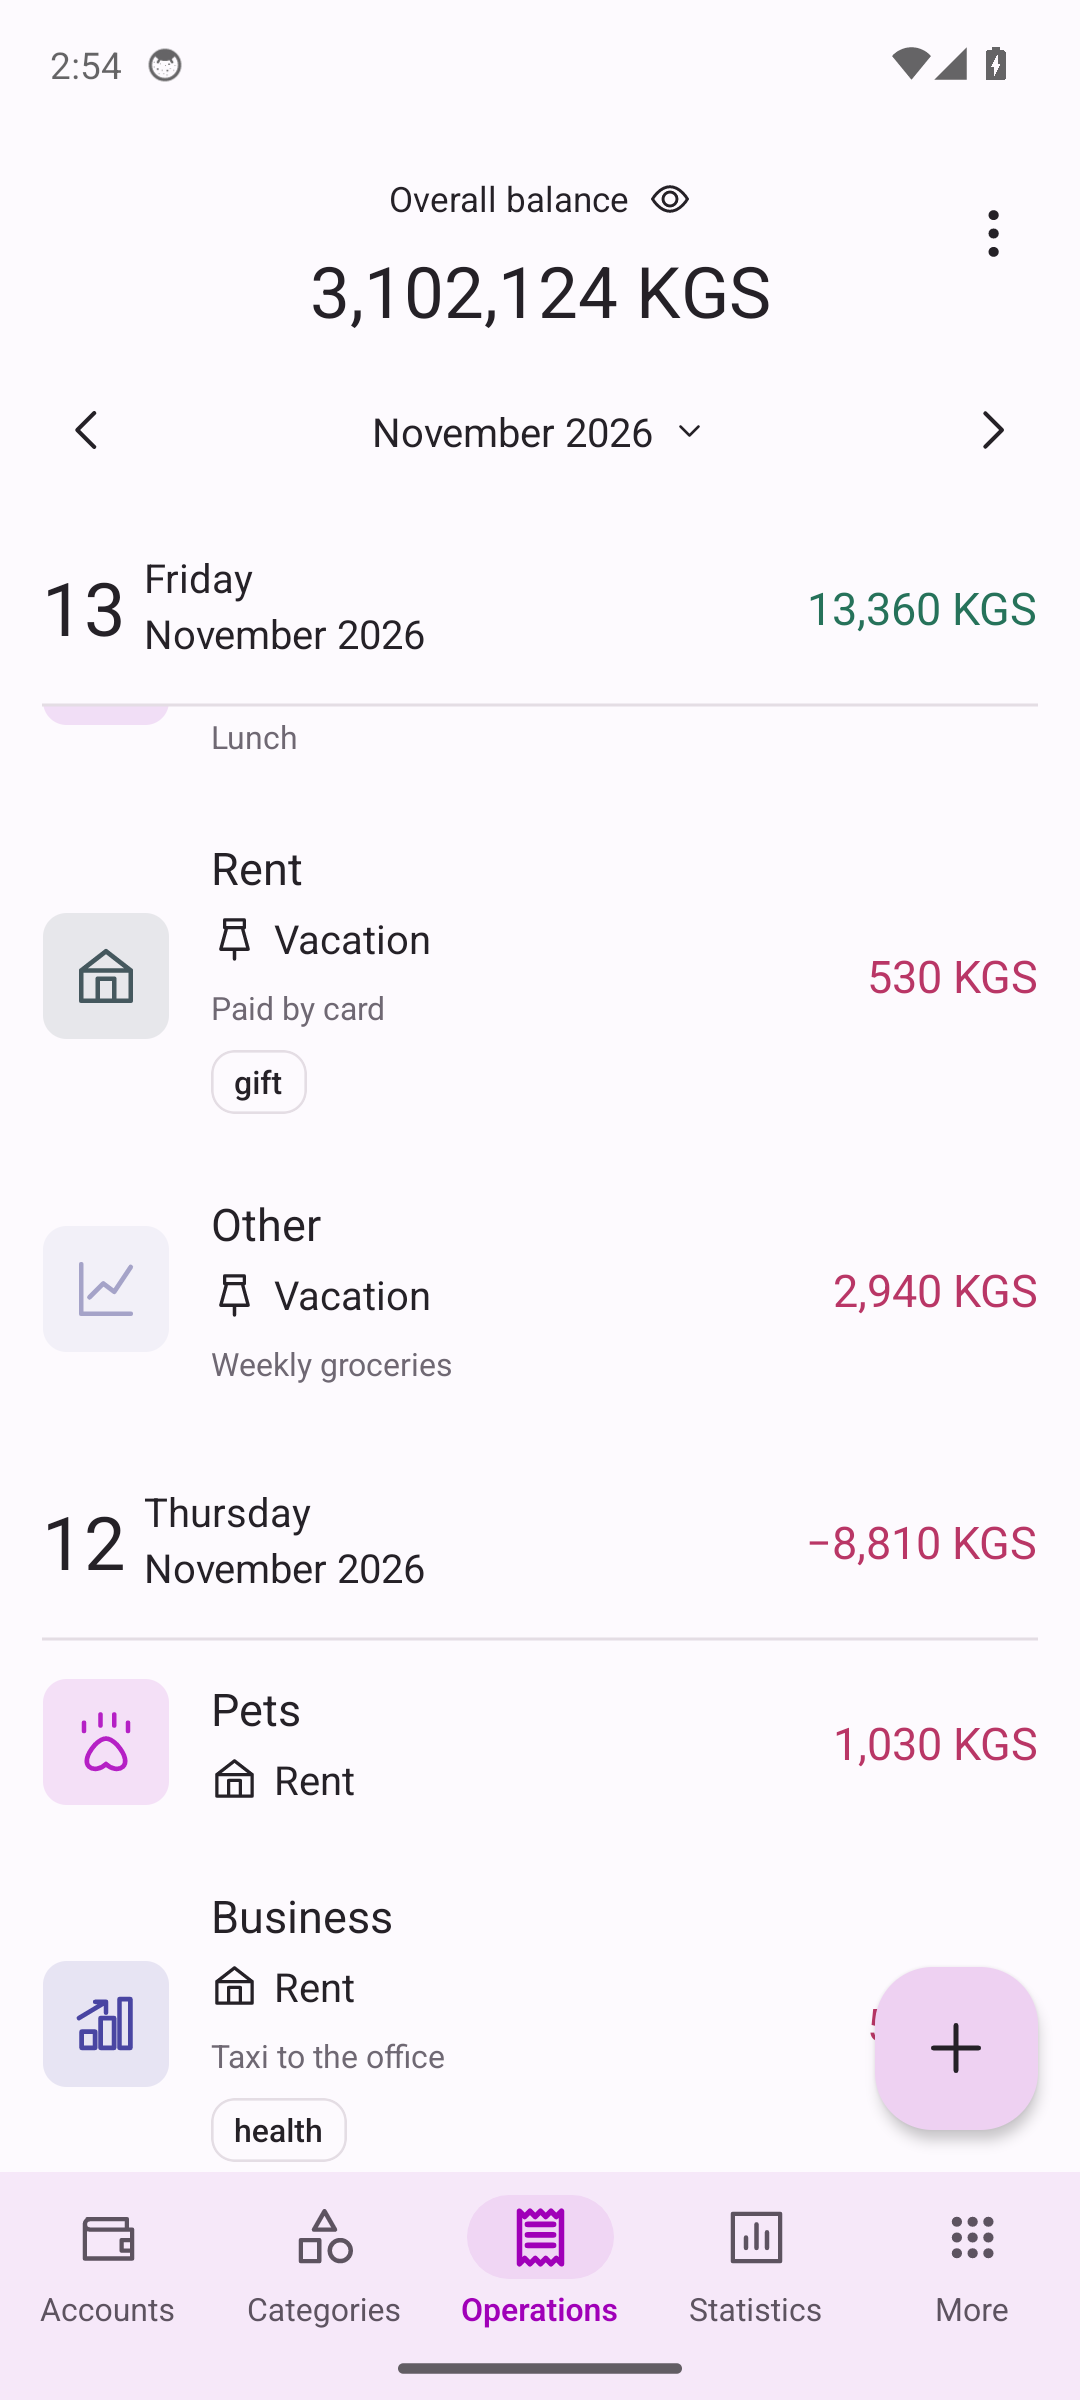 2:54
Overall balance
3,102,124 KGS
November 2026
13
Friday
November 2026
13,360 KGS
Lunch
Rent
Vacation
530 KGS
Paid by card
gift
Other
Vacation
2,940 KGS
Weekly groceries
12
Thursday
November 2026
−8,810 KGS
Pets
1,030 KGS
Rent
Business
Rent
Taxi to the office
health
Accounts
Categories
Operations
Statistics
More